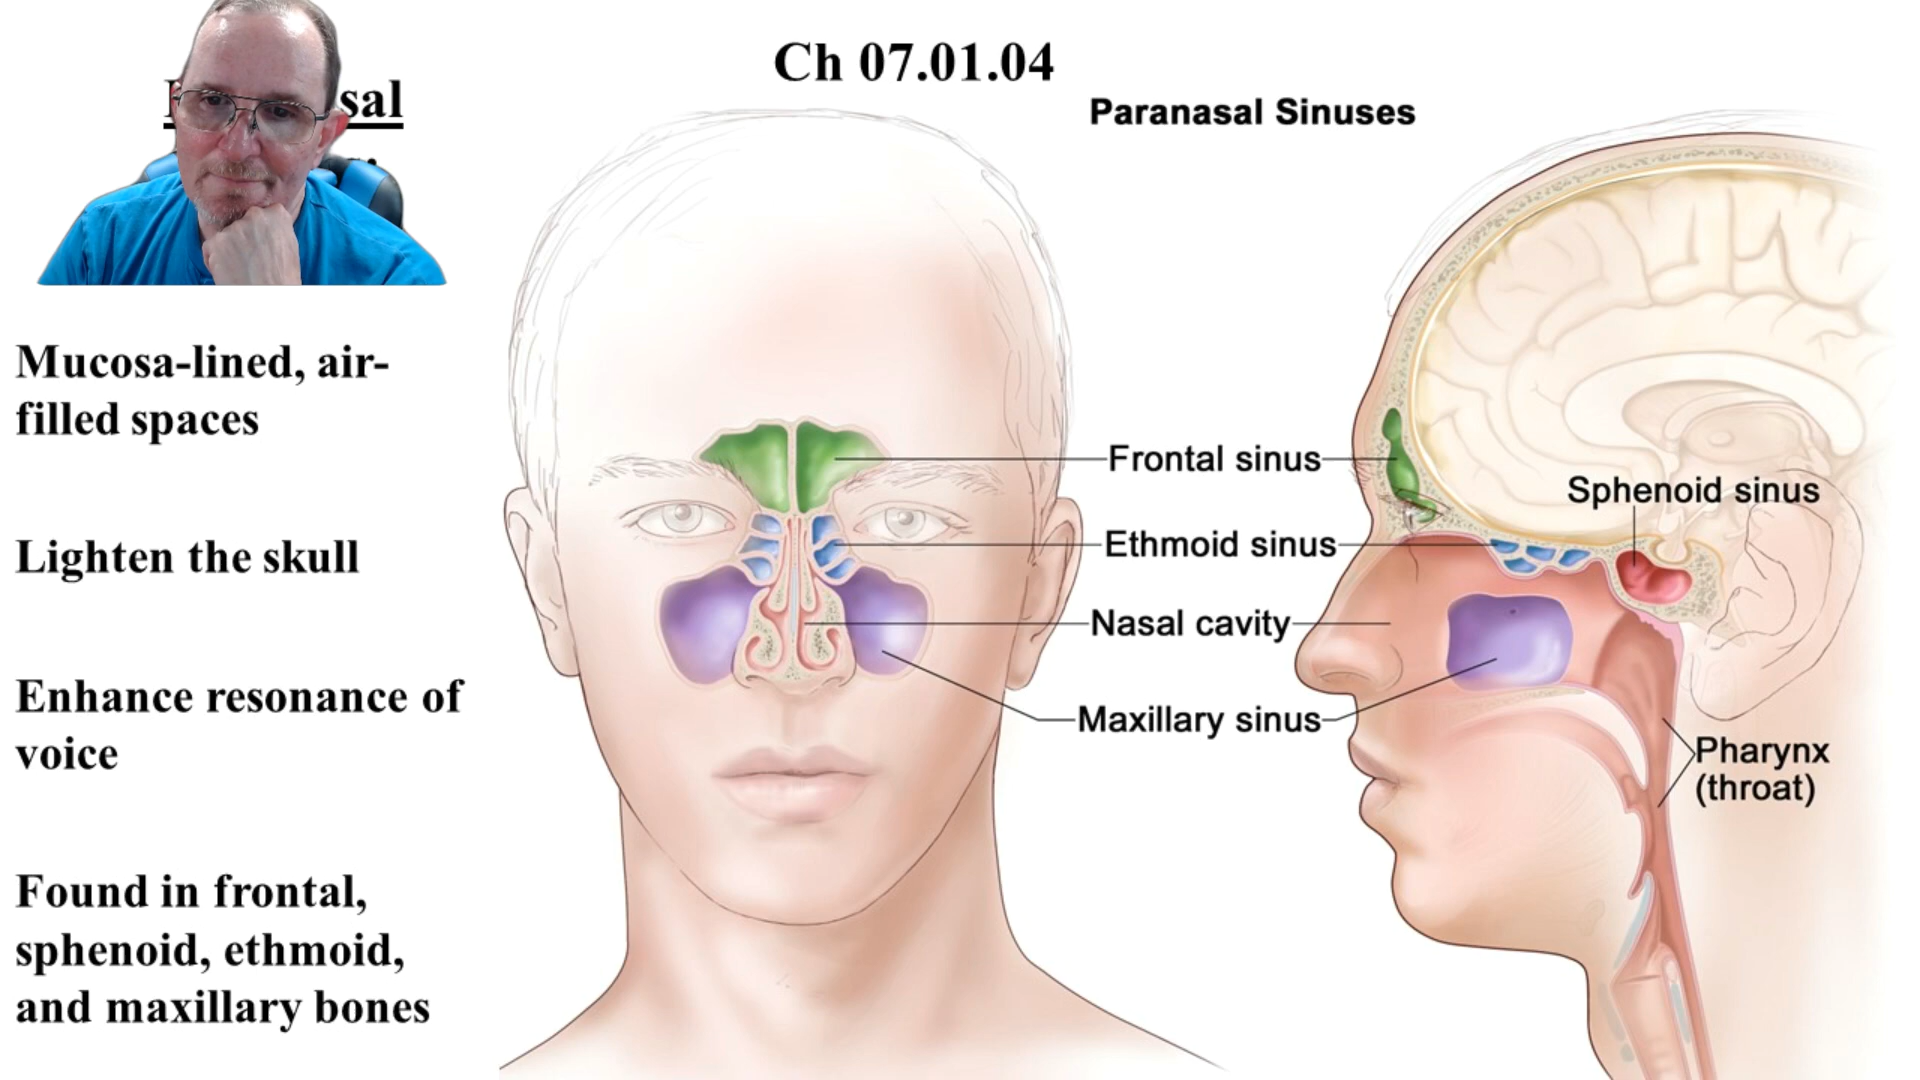 Ch 07.01.04
sal
Mucosa-lined, air-
filled spaces
Lighten the skull
Enhance resonance of
voice
Found in frontal,
sphenoid, ethmoid,
and maxillary bones
Paranasal Sinuses
Frontal sinus
Sphenoid sinus
Ethmoid sinus
Nasal cavity
Maxillary sinus
Pharynx
(throat)